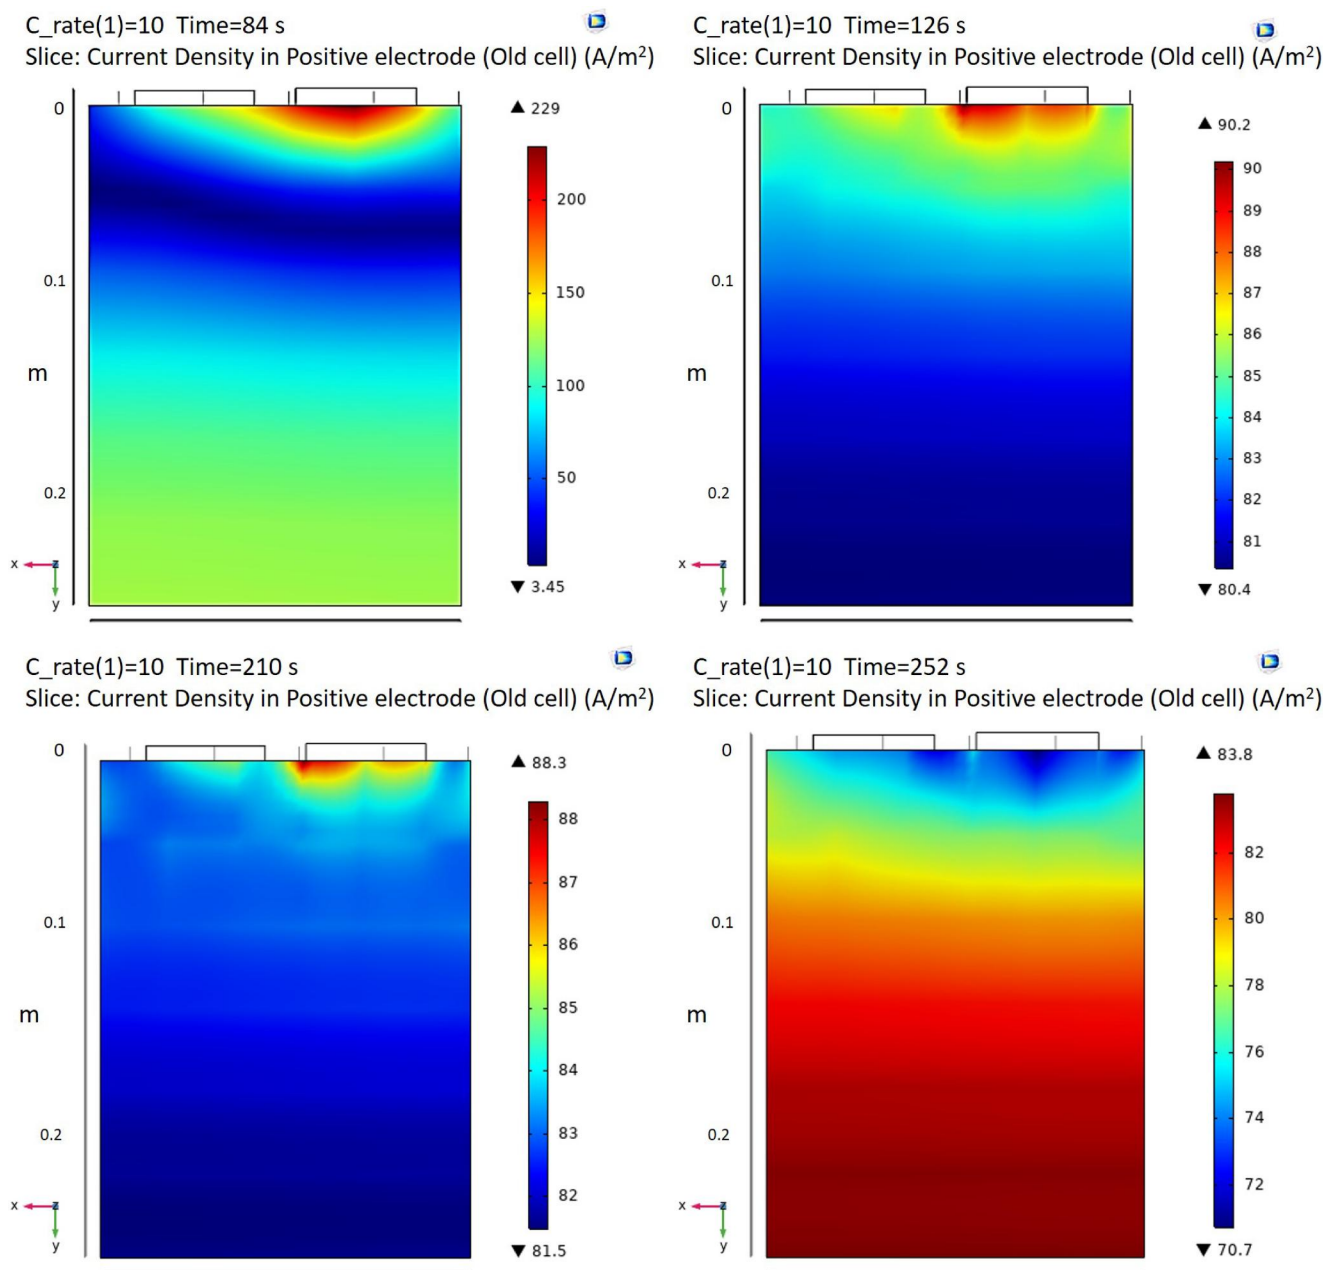 C_rate(1)=10  Time=84 s
Slice: Current Density in Positive electrode (Old cell) (A/m²)
0
0.1
m
0.2
x
z
y
▲ 229
200
150
100
50
▼ 3.45
C_rate(1)=10  Time=126 s
Slice: Current Density in Positive electrode (Old cell) (A/m²)
0
0.1
m
0.2
x
z
y
▲ 90.2
90
89
88
87
86
85
84
83
82
81
▼ 80.4
C_rate(1)=10  Time=210 s
Slice: Current Density in Positive electrode (Old cell) (A/m²)
0
0.1
m
0.2
x
z
y
▲ 88.3
88
87
86
85
84
83
82
▼ 81.5
C_rate(1)=10  Time=252 s
Slice: Current Density in Positive electrode (Old cell) (A/m²)
0
0.1
m
0.2
x
z
y
▲ 83.8
82
80
78
76
74
72
▼ 70.7